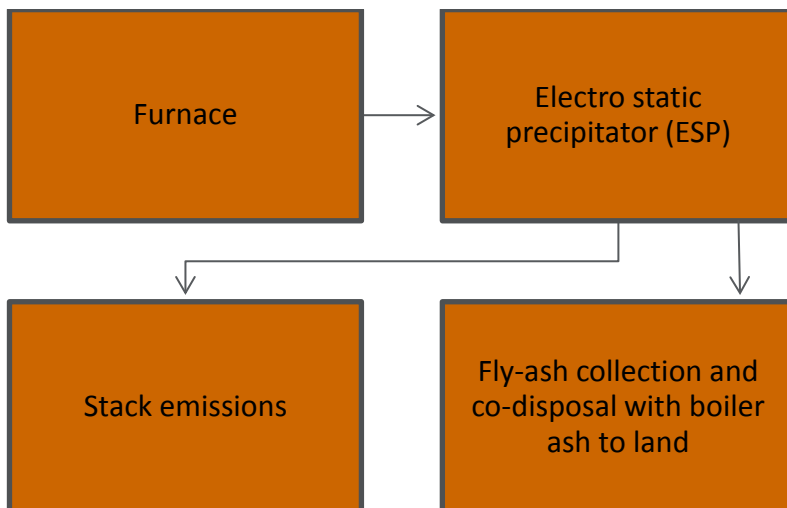 Furnace
Electro static
precipitator (ESP)
Stack emissions
Fly-ash collection and
co-disposal with boiler
ash to land